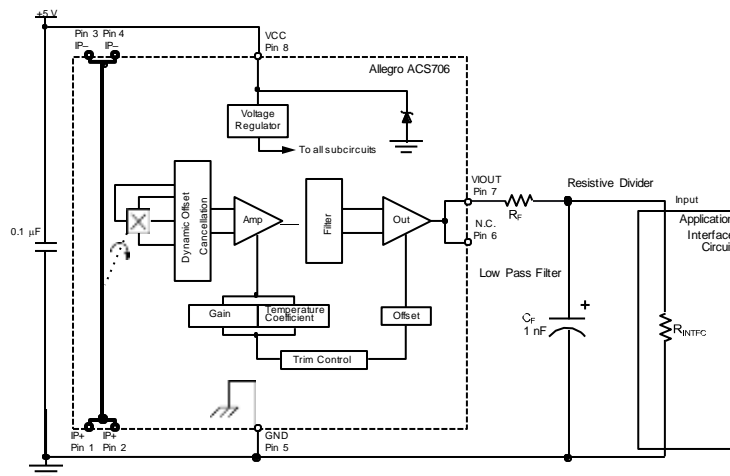 +5 V
Pin 3 Pin 4
IP– IP–
VCC
Pin 8
Allegro ACS706
Voltage
Regulator
To all subcircuits
Dynamic Offset
Cancellation
Amp
Filter
Out
VIOUT
Pin 7
N.C.
Pin 6
RF
Resistive Divider
Input
Application
Interface
Circui
0.1 µF
Low Pass Filter
Gain
Temperature
Coefficient
Offset
Trim Control
CF
1 nF
RINTFC
IP+ IP+
Pin 1 Pin 2
GND
Pin 5